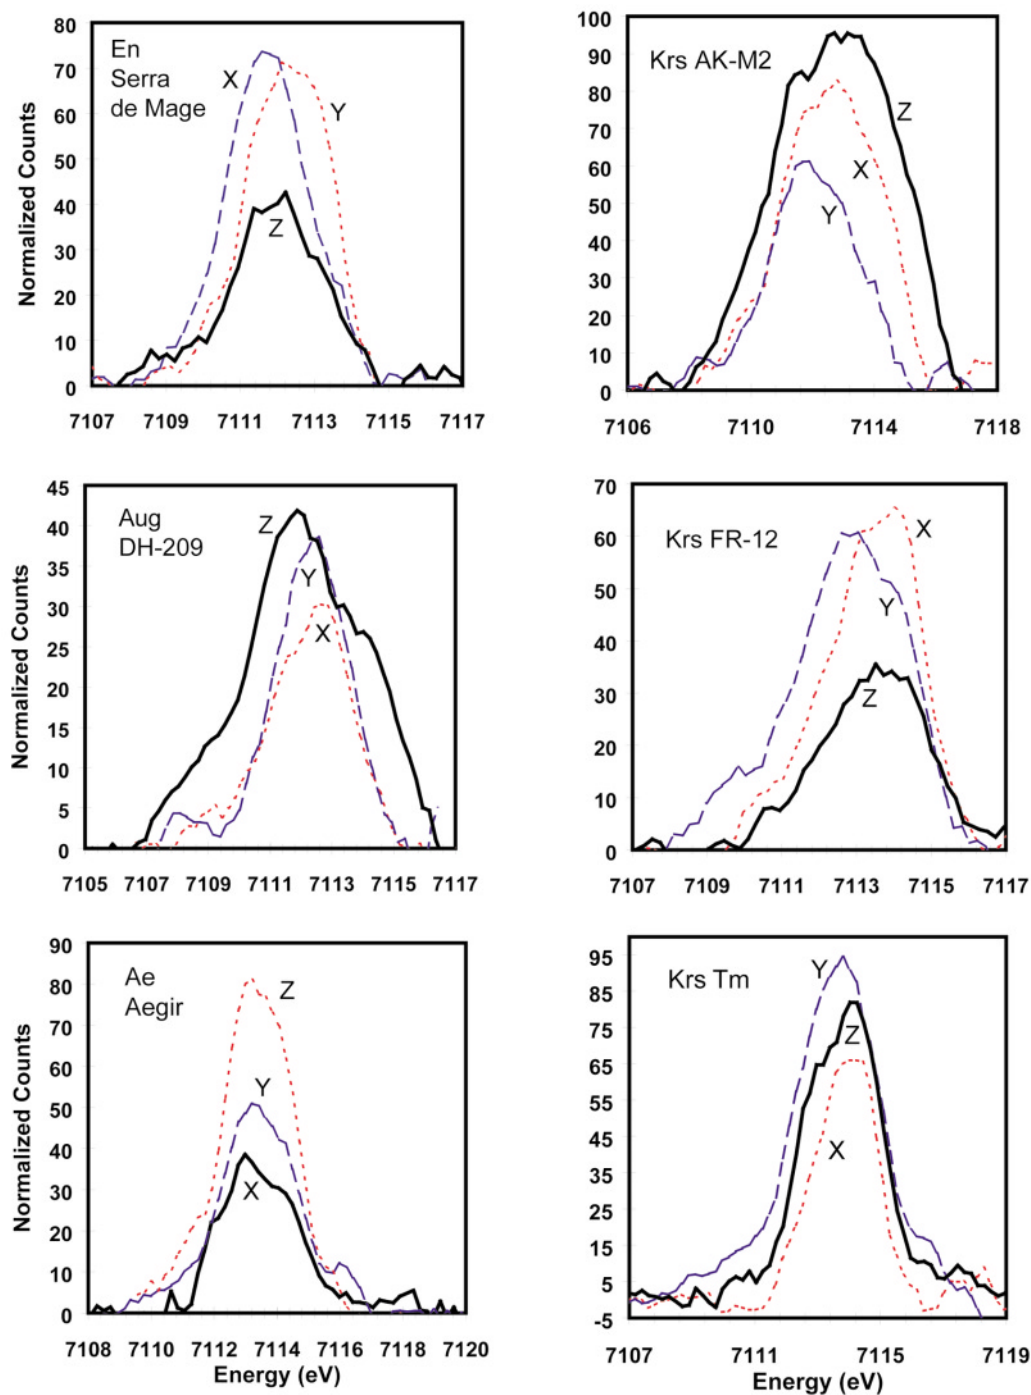 En
Serra
de Mage
X
Y
Z
Normalized Counts
80
70
60
50
40
30
20
10
0
7107 7109 7111 7113 7115 7117
Krs AK-M2
Z
X
Y
100
90
80
70
60
50
40
30
20
10
0
7106 7110 7114 7118
Aug
DH-209
Z
Y
X
Normalized Counts
45
40
35
30
25
20
15
10
5
0
7105 7107 7109 7111 7113 7115 7117
Krs FR-12
X
Y
Z
70
60
50
40
30
20
10
0
7107 7109 7111 7113 7115 7117
Ae
Aegir
Z
Y
X
Normalized Counts
90
80
70
60
50
40
30
20
10
0
7108 7110 7112 7114 7116 7118 7120
Energy (eV)
Krs Tm
Y
Z
X
95
85
75
65
55
45
35
25
15
5
-5
7107 7111 7115 7119
Energy (eV)